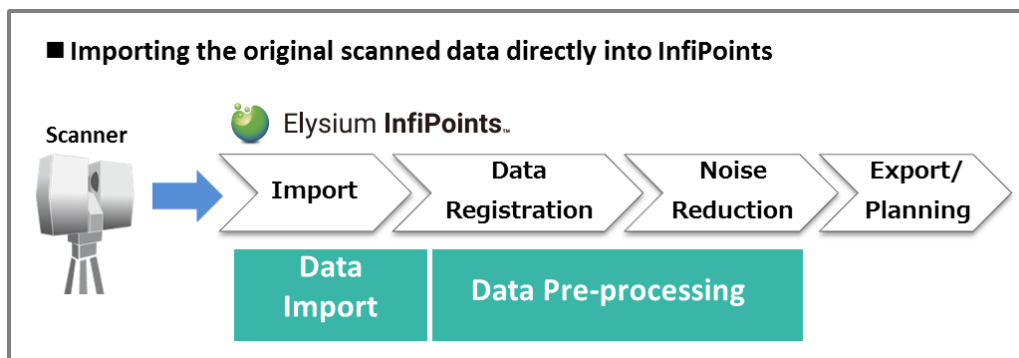 ■ Importing the original scanned data directly into InfiPoints
Elysium InfiPoints™
Scanner
Import
Data
Registration
Noise
Reduction
Export/
Planning
Data
Import
Data Pre-processing